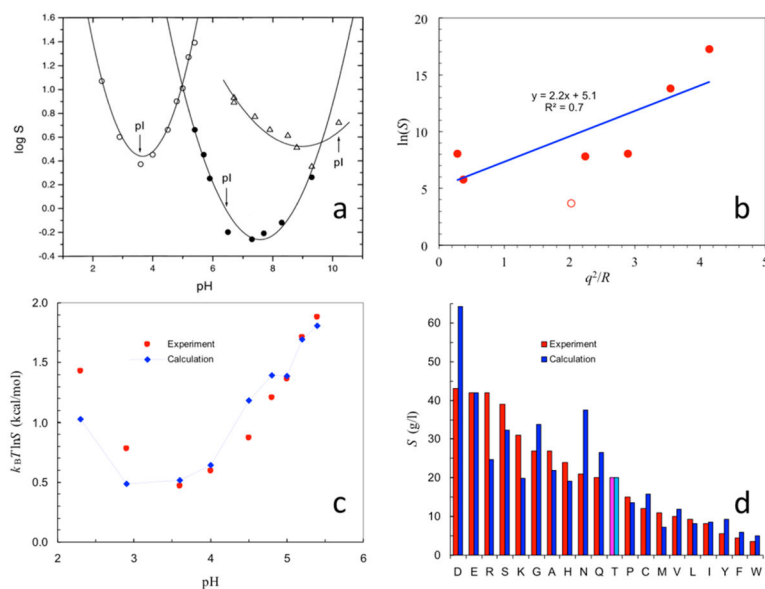 1.6
1.4
1.2
1.0
0.8
0.6
0.4
0.2
0.0
-0.2
-0.4
log S
pI
pI
pI
a
2 4 6 8 10
pH
20
15
10
5
0
ln(S)
y = 2.2x + 5.1
R² = 0.7
b
0 1 2 3 4 5
q²/R
2.0
1.5
1.0
0.5
0.0
k_BT lnS (kcal/mol)
Experiment
Calculation
c
2 3 4 5 6
pH
60
50
40
30
20
10
0
S (g/l)
Experiment
Calculation
d
D E R S K G A H N Q T P C M V L I Y F W